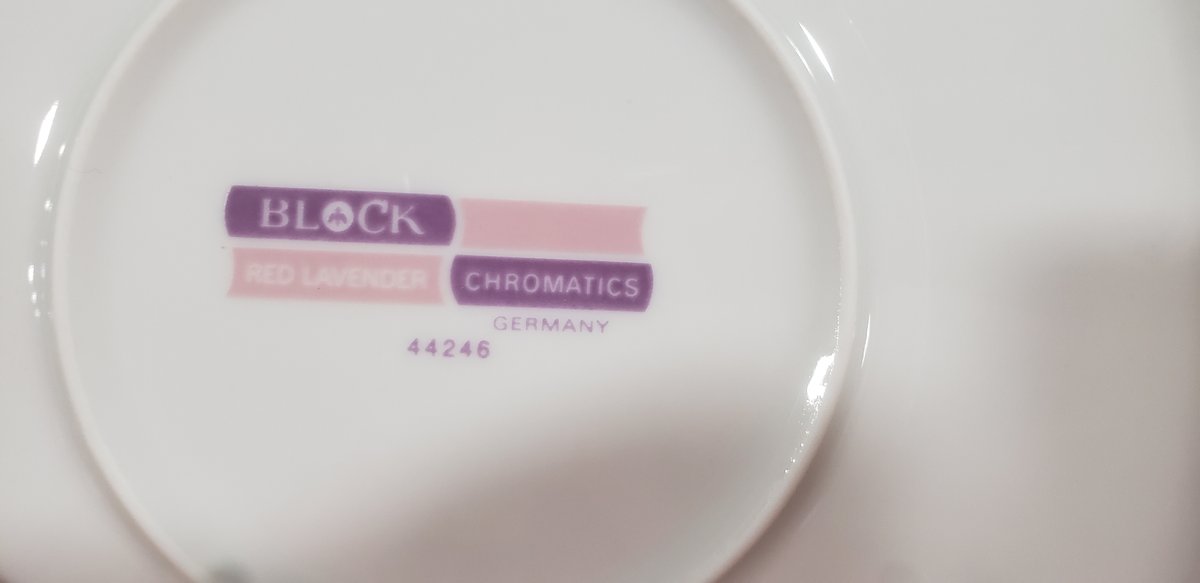 BLOCK
RED LAVENDER CHROMATICS
GERMANY
44246